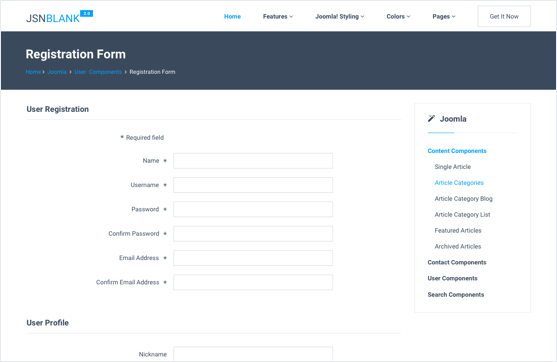 JSNBLANK 2.0
Home Features Joomla! Styling Colors Pages Get It Now
Registration Form
Home > Joomla! > User Components > Registration Form
User Registration
* Required field
Name *
Username *
Password *
Confirm Password *
Email Address *
Confirm Email Address *
User Profile
Nickname
Joomla
Content Components
Single Article
Article Categories
Article Category Blog
Article Category List
Featured Articles
Archived Articles
Contact Components
User Components
Search Components